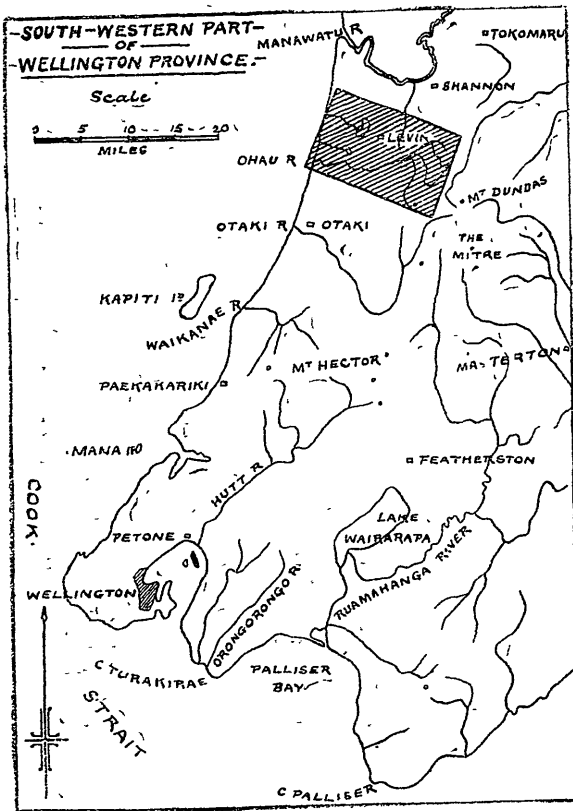 SOUTH-WESTERN PART
OF
WELLINGTON PROVINCE.
Scale
0 5 10 15 20
MILES
MANAWATU R
TOKOMARU
SHANNON
LEVIN
OHAU R
MT DUNDAS
OTAKI R
OTAKI
THE
MITRE
KAPITI ID
WAIKANAE R
MT HECTOR
MASTERTON
PAEKAKARIKI
MANA
HUTT R
FEATHERSTON
COOK
PETONE
LAKE
WAIRARAPA
RUAMAHANGA RIVER
WELLINGTON
ORONGORONGO R.
C TURAKIRAE
PALLISER
BAY
STRAIT
C PALLISER